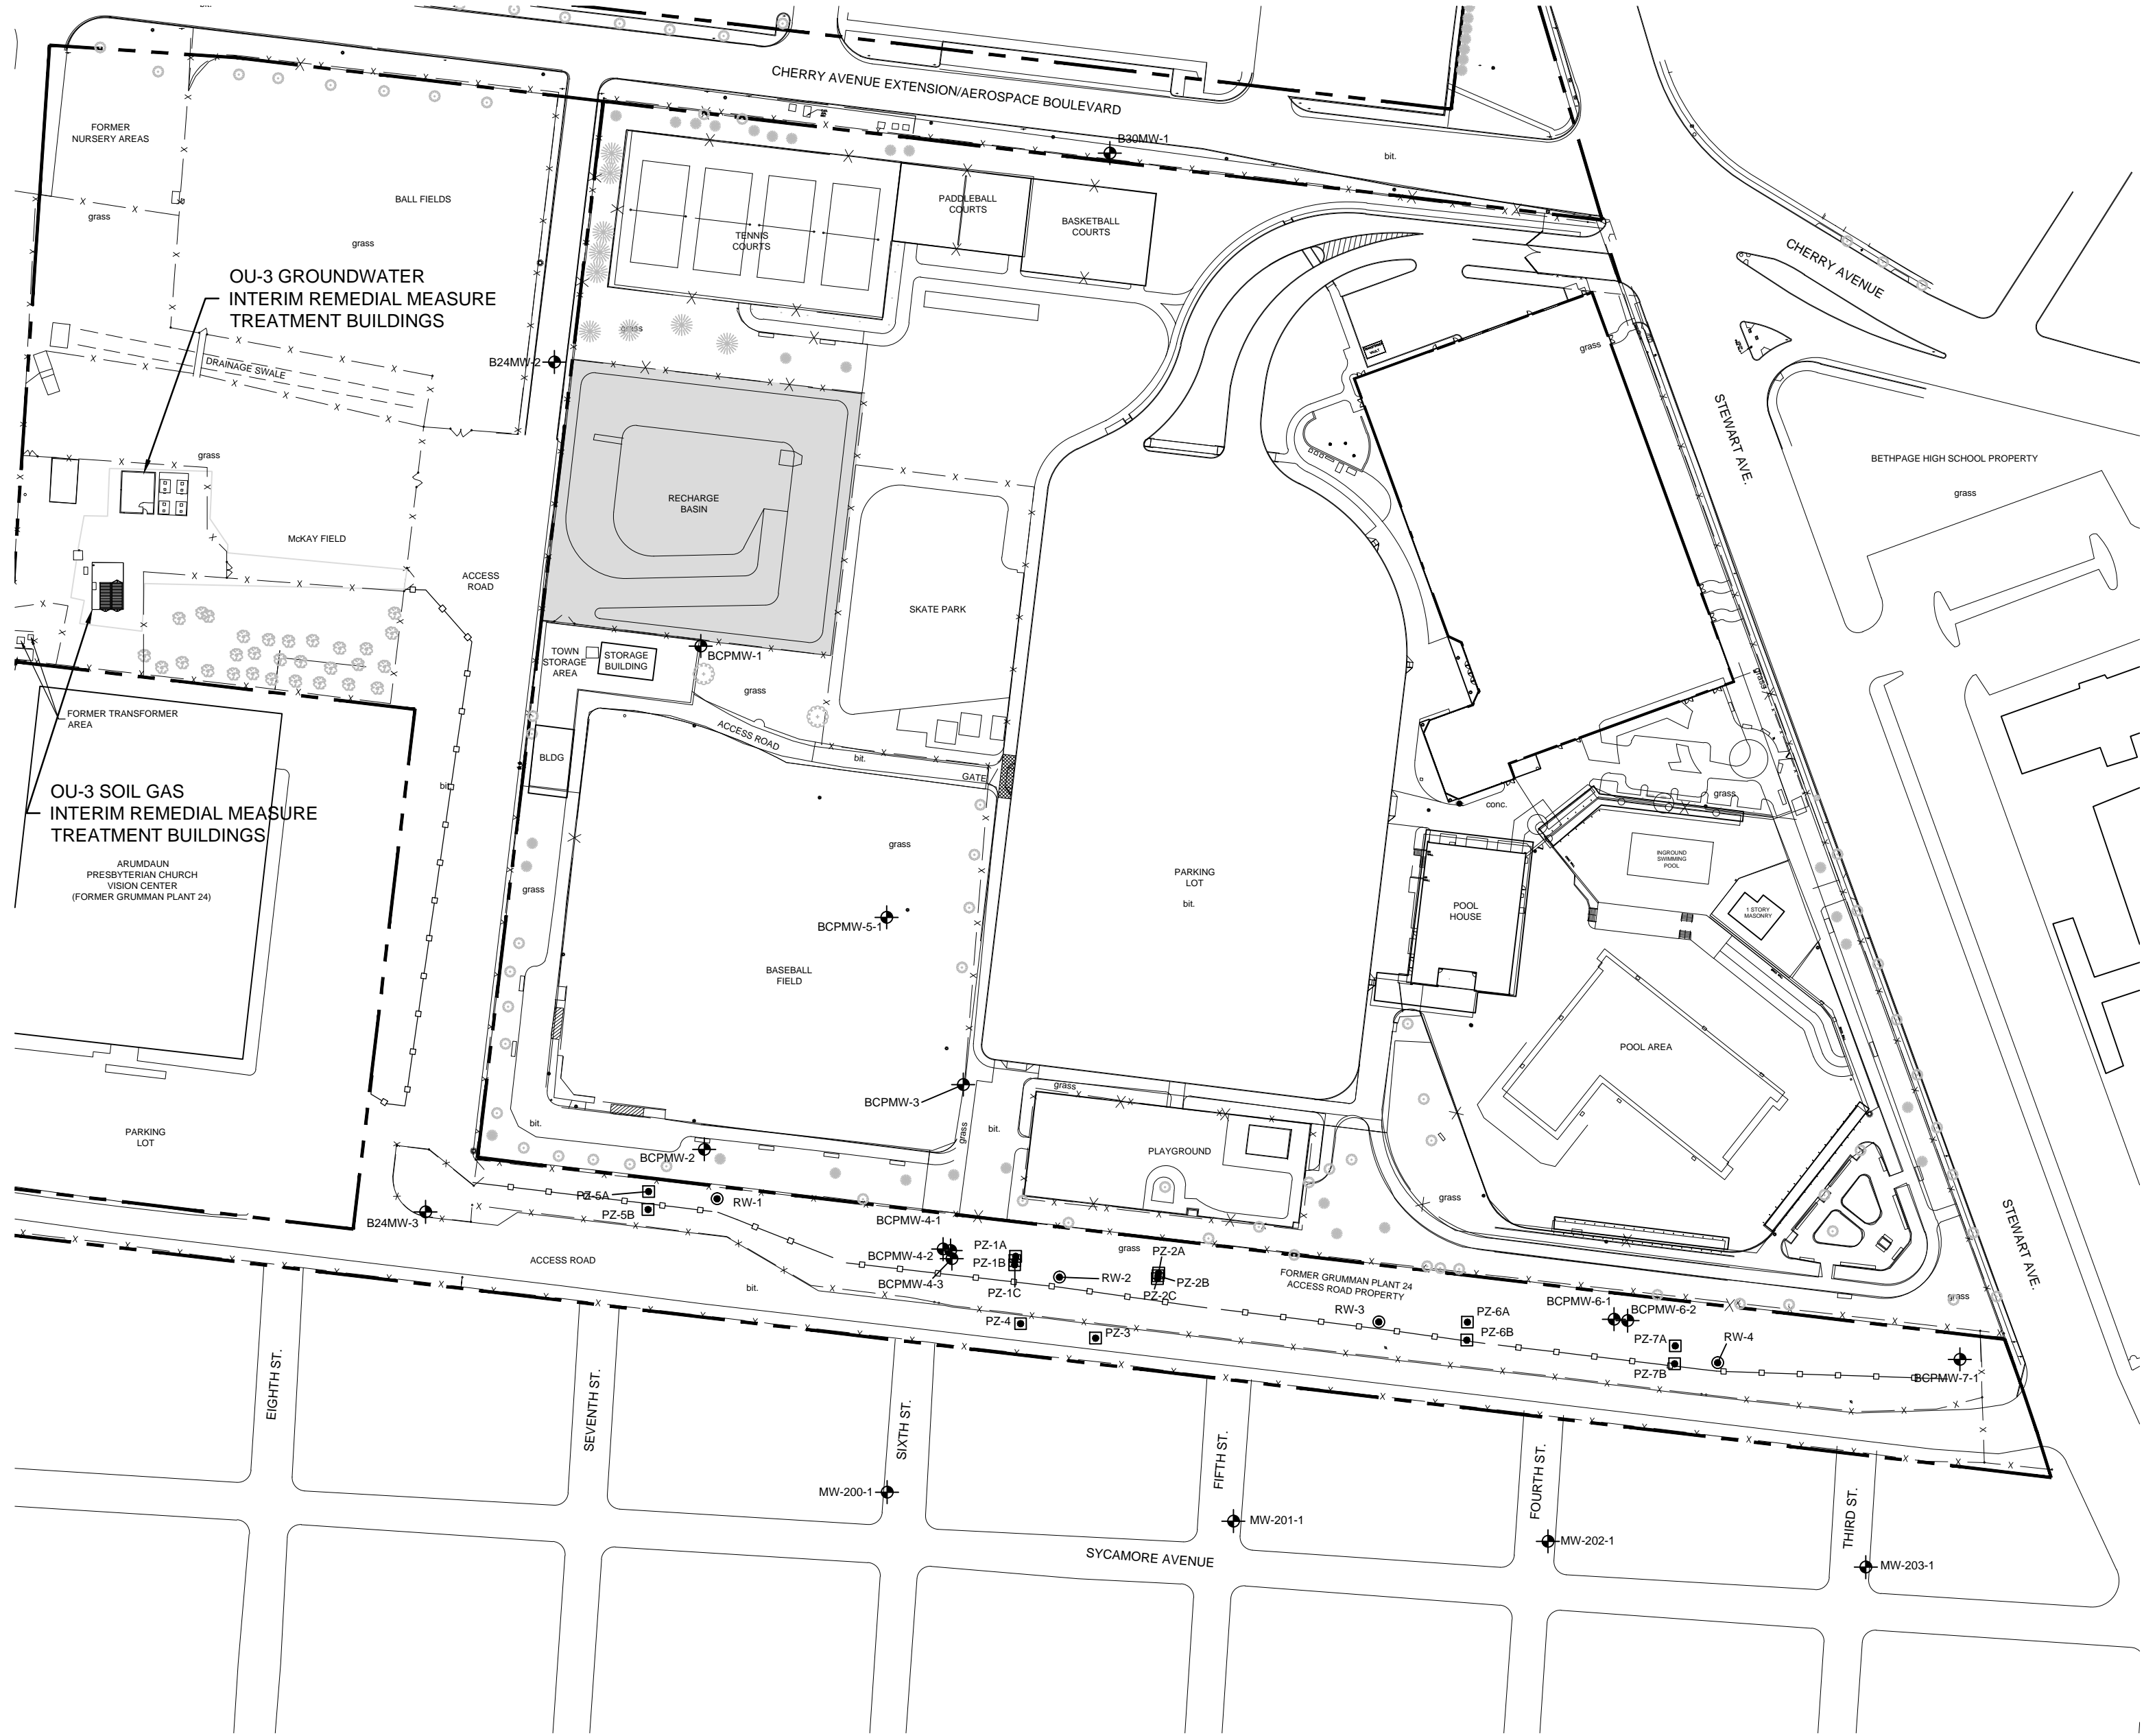 bit.
CHERRY AVENUE EXTENSION/AEROSPACE BOULEVARD
FORMER
NURSERY AREAS
B30MW-1
bit.
BALL FIELDS
grass
grass
PADDLEBALL
COURTS
BASKETBALL
COURTS
TENNIS
COURTS
CHERRY AVENUE
OU-3 GROUNDWATER
INTERIM REMEDIAL MEASURE
TREATMENT BUILDINGS
grass
grass
B24MW-2
DRAINAGE SWALE
STEWART AVE.
BETHPAGE HIGH SCHOOL PROPERTY
grass
grass
RECHARGE
BASIN
McKAY FIELD
ACCESS
ROAD
SKATE PARK
TOWN
STORAGE
AREA
STORAGE
BUILDING
BCPMW-1
grass
grass
FORMER TRANSFORMER
AREA
ACCESS ROAD
bit.
BLDG
GATE
bit.
OU-3 SOIL GAS
INTERIM REMEDIAL MEASURE
TREATMENT BUILDINGS
conc.
grass
grass
INGROUND
SWIMMING
POOL
ARUMDAUN
PRESBYTERIAN CHURCH
VISION CENTER
(FORMER GRUMMAN PLANT 24)
grass
PARKING
LOT
bit.
POOL
HOUSE
1 STORY
MASONRY
BCPMW-5-1
BASEBALL
FIELD
POOL AREA
BCPMW-3
grass
PARKING
LOT
bit.
grass
bit.
BCPMW-2
PLAYGROUND
PZ-5A
RW-1
PZ-5B
grass
STEWART AVE.
B24MW-3
BCPMW-4-1
BCPMW-4-2
BCPMW-4-3
PZ-1A
PZ-1B
PZ-1C
grass
PZ-2A
PZ-2B
PZ-2C
RW-2
ACCESS ROAD
bit.
FORMER GRUMMAN PLANT 24
ACCESS ROAD PROPERTY
RW-3
PZ-6A
PZ-6B
BCPMW-6-1
BCPMW-6-2
grass
PZ-4
PZ-3
PZ-7A
RW-4
PZ-7B
BCPMW-7-1
EIGHTH ST.
SEVENTH ST.
SIXTH ST.
FIFTH ST.
FOURTH ST.
THIRD ST.
MW-200-1
MW-201-1
MW-202-1
MW-203-1
SYCAMORE AVENUE